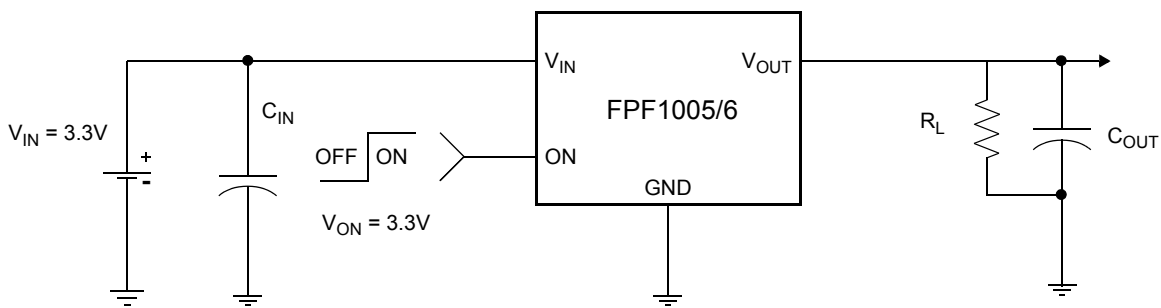 V_IN
V_OUT
FPF1005/6
C_IN
R_L
V_IN = 3.3V
C_OUT
+
-
OFF
ON
ON
GND
V_ON = 3.3V